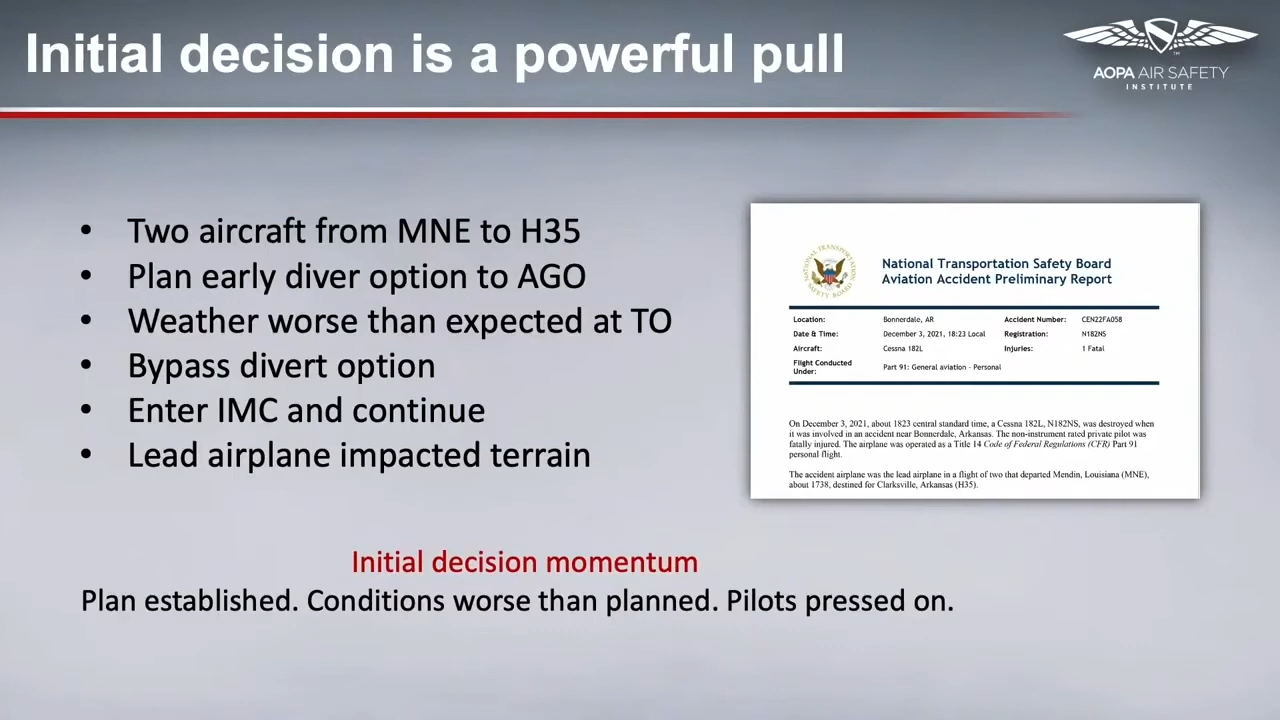 Initial decision is a powerful pull
AOPA AIR SAFETY
INSTITUTE
• Two aircraft from MNE to H35
• Plan early diver option to AGO
• Weather worse than expected at TO
• Bypass divert option
• Enter IMC and continue
• Lead airplane impacted terrain
NATIONAL TRANSPORTATION SAFETY BOARD
National Transportation Safety Board
Aviation Accident Preliminary Report
Location: Bonnerdale, AR Accident Number: CEN22FA058
Date & Time: December 3, 2021, 18:23 Local Registration: N182NS
Aircraft: Cessna 182L Injuries: 1 Fatal
Flight Conducted
Under: Part 91: General aviation - Personal
On December 3, 2021, about 1823 central standard time, a Cessna 182L, N182NS, was destroyed when
it was involved in an accident near Bonnerdale, Arkansas. The non-instrument rated private pilot was
fatally injured. The airplane was operated as a Title 14 Code of Federal Regulations (CFR) Part 91
personal flight.
The accident airplane was the lead airplane in a flight of two that departed Mendin, Louisiana (MNE),
about 1738, destined for Clarksville, Arkansas (H35).
Initial decision momentum
Plan established. Conditions worse than planned. Pilots pressed on.